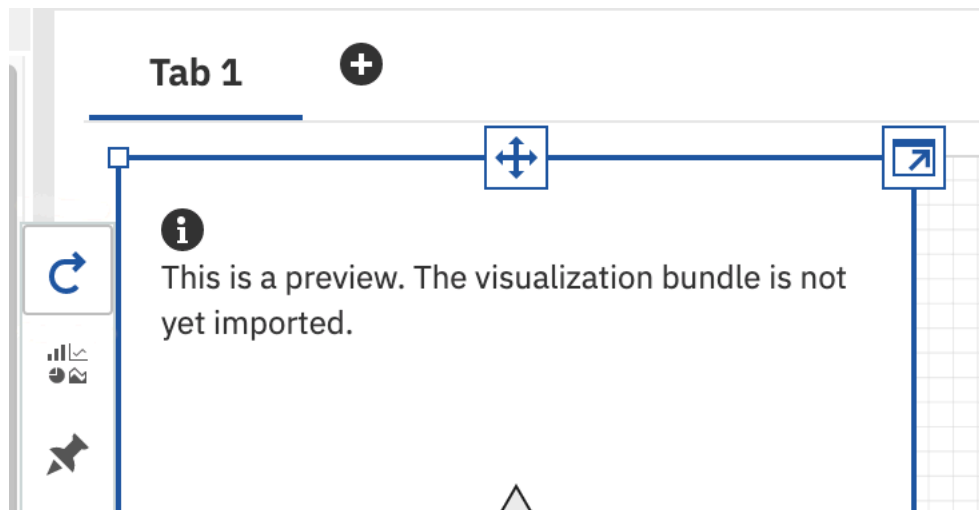 Tab 1
This is a preview. The visualization bundle is not
yet imported.